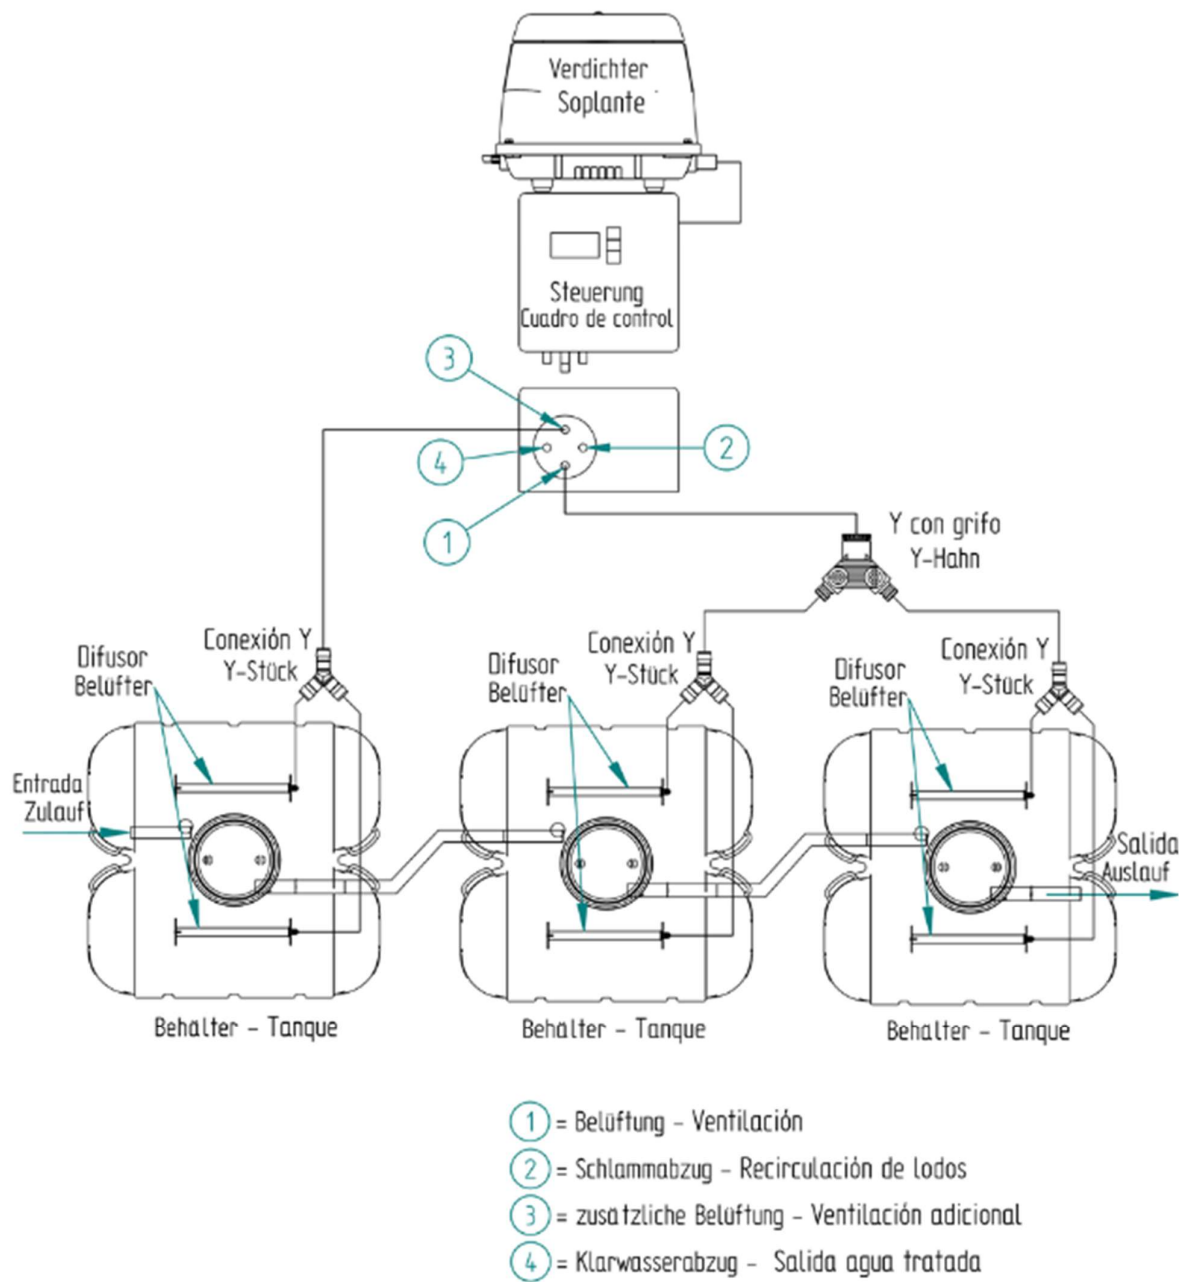 Verdichter
Soplante
Steuerung
Cuadro de control
3
4
2
1
Y con grifo
Y-Hahn
Difusor
Belüfter
Conexión Y
Y-Stück
Difusor
Belüfter
Conexión Y
Y-Stück
Difusor
Belüfter
Conexión Y
Y-Stück
Entrada
Zulauf
Salida
Auslauf
Behälter - Tanque
Behälter - Tanque
Behälter - Tanque
1 = Belüftung - Ventilación
2 = Schlammabzug - Recirculación de lodos
3 = zusätzliche Belüftung - Ventilación adicional
4 = Klarwasserabzug - Salida agua tratada